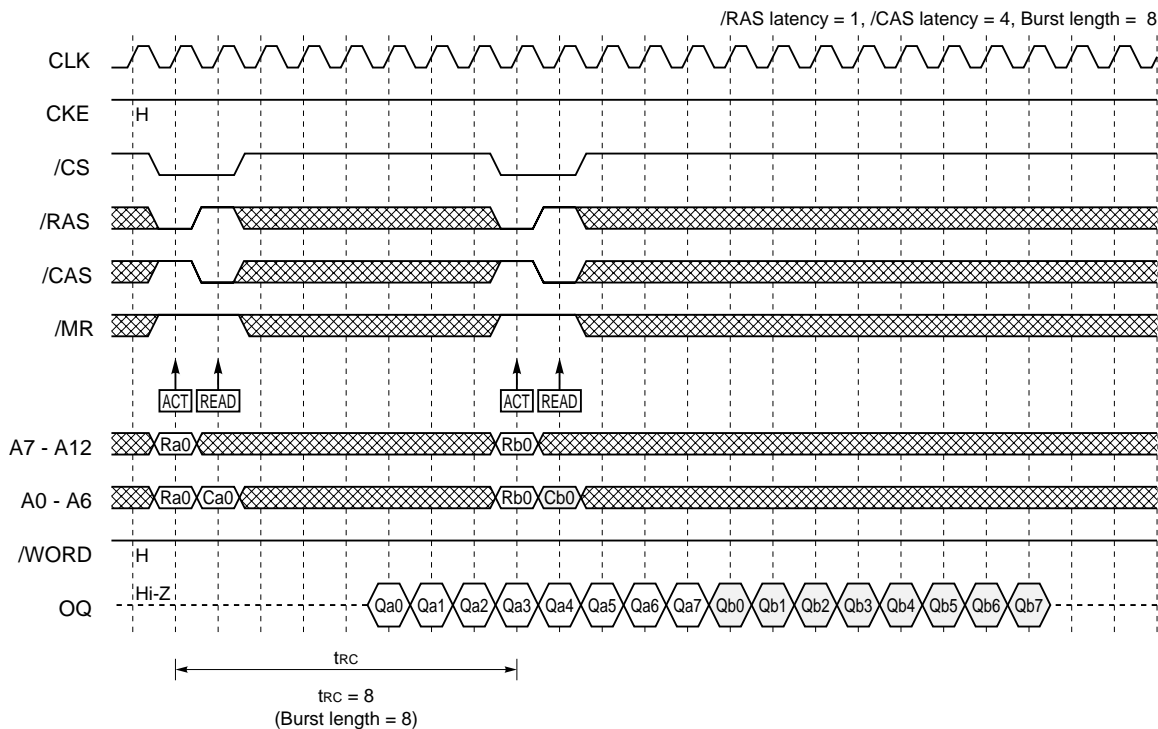 /RAS latency = 1, /CAS latency = 4, Burst length = 8
CLK
CKE H
/CS
/RAS
/CAS
/MR
ACT READ ACT READ
A7 - A12 Ra0 Rb0
A0 - A6 Ra0 Ca0 Rb0 Cb0
/WORD H
OQ Hi-Z Qa0 Qa1 Qa2 Qa3 Qa4 Qa5 Qa6 Qa7 Qb0 Qb1 Qb2 Qb3 Qb4 Qb5 Qb6 Qb7
tRC
tRC = 8
(Burst length = 8)